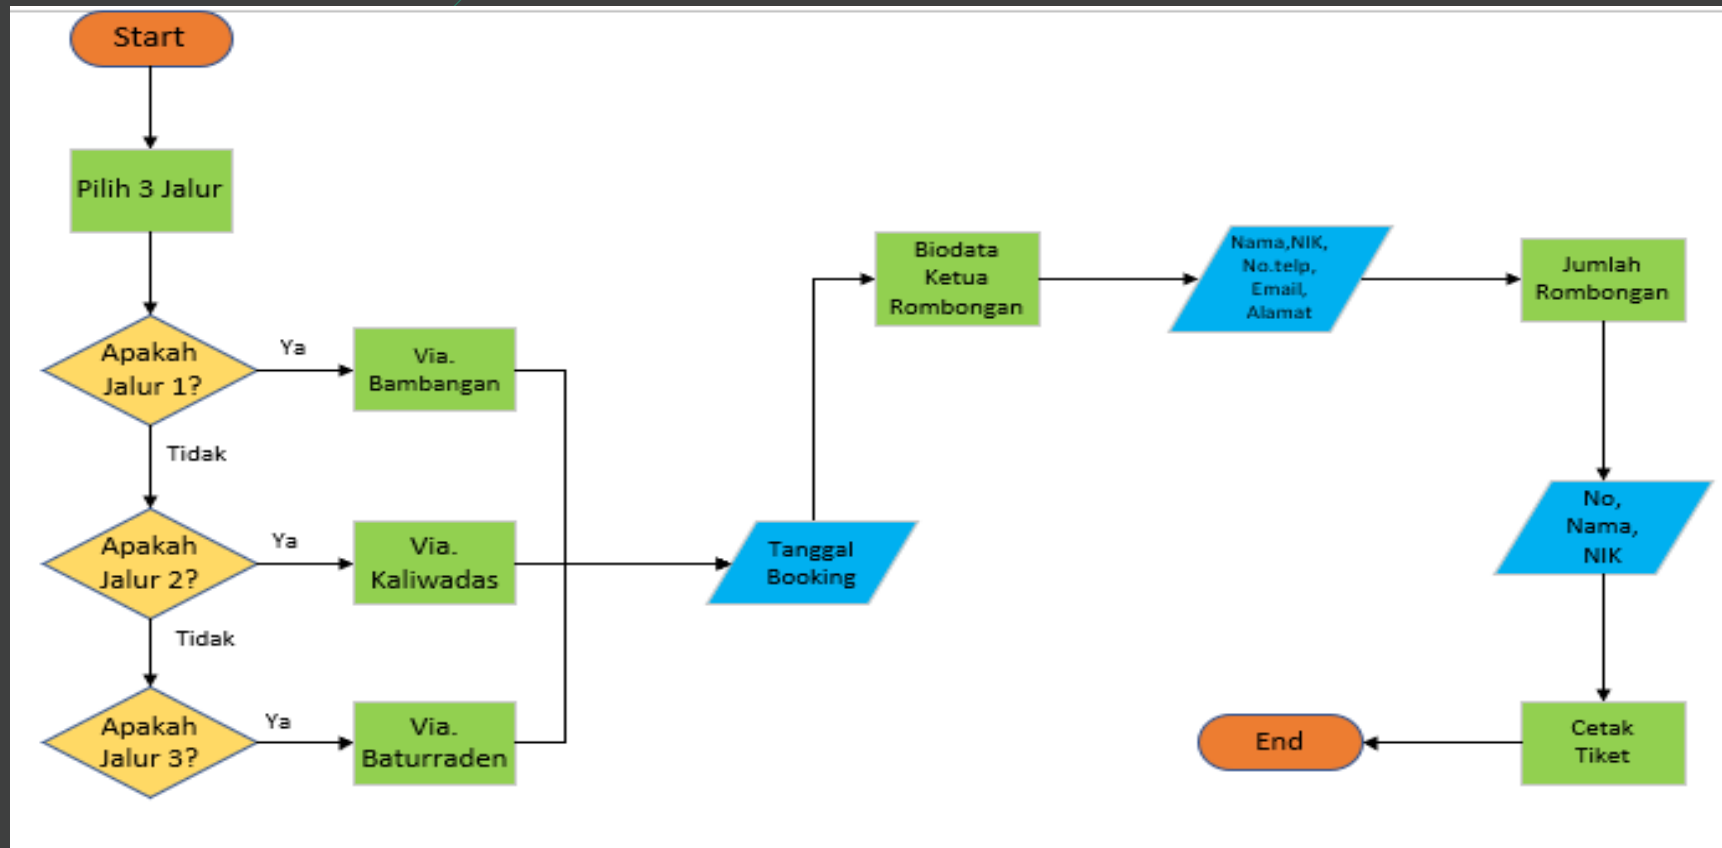 Start
Pilih 3 Jalur
Apakah
Jalur 1?
Ya
Via.
Bambangan
Tidak
Apakah
Jalur 2?
Ya
Via.
Kaliwadas
Tidak
Apakah
Jalur 3?
Ya
Via.
Baturraden
Tanggal
Booking
Biodata
Ketua
Rombongan
Nama,NIK,
No.telp,
Email,
Alamat
Jumlah
Rombongan
No,
Nama,
NIK
Cetak
Tiket
End